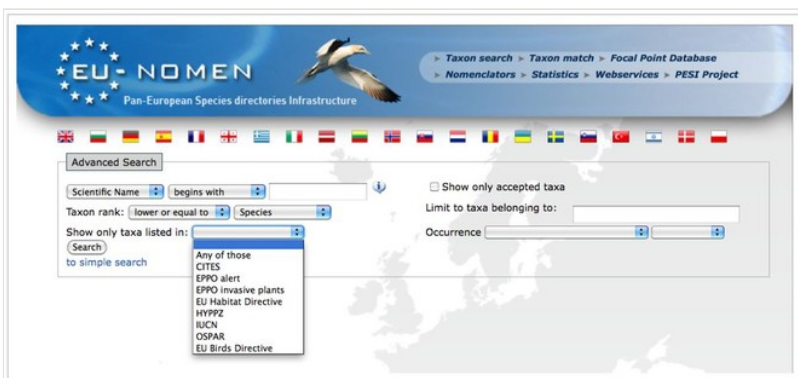 EU-NOMEN
Pan-European Species directories Infrastructure
▸ Taxon search ▸ Taxon match ▸ Focal Point Database
▸ Nomenclators ▸ Statistics ▸ Webservices ▸ PESI Project
Advanced Search
Scientific Name begins with
Show only accepted taxa
Taxon rank: lower or equal to Species
Limit to taxa belonging to:
Show only taxa listed in:
Occurrence
Search
to simple search
Any of those
CITES
EPPO alert
EPPO invasive plants
EU Habitat Directive
HYPPZ
IUCN
OSPAR
EU Birds Directive